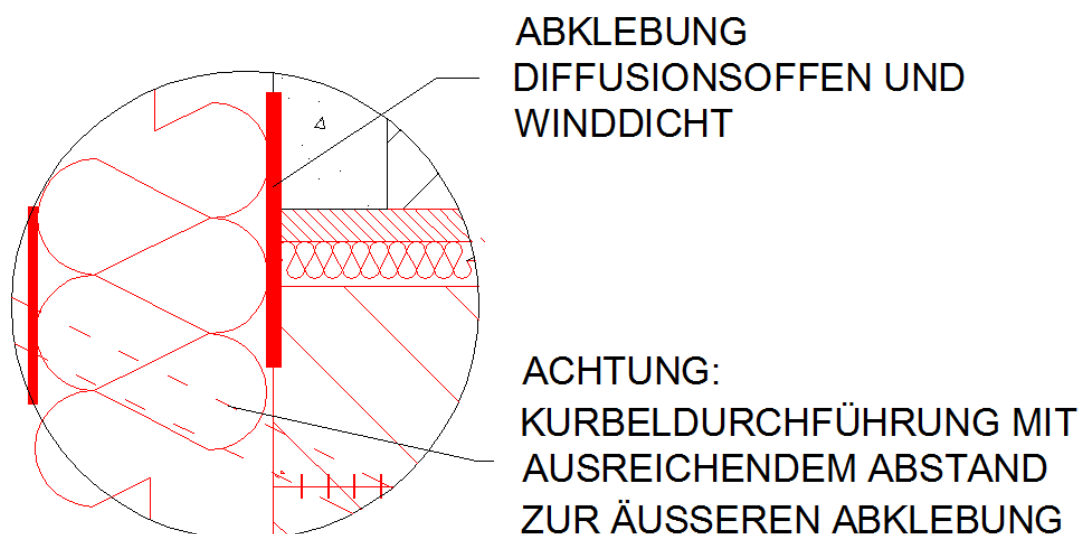 ABKLEBUNG
DIFFUSIONSOFFEN UND
WINDDICHT
ACHTUNG:
KURBELDURCHFÜHRUNG MIT
AUSREICHENDEM ABSTAND
ZUR ÄUSSEREN ABKLEBUNG